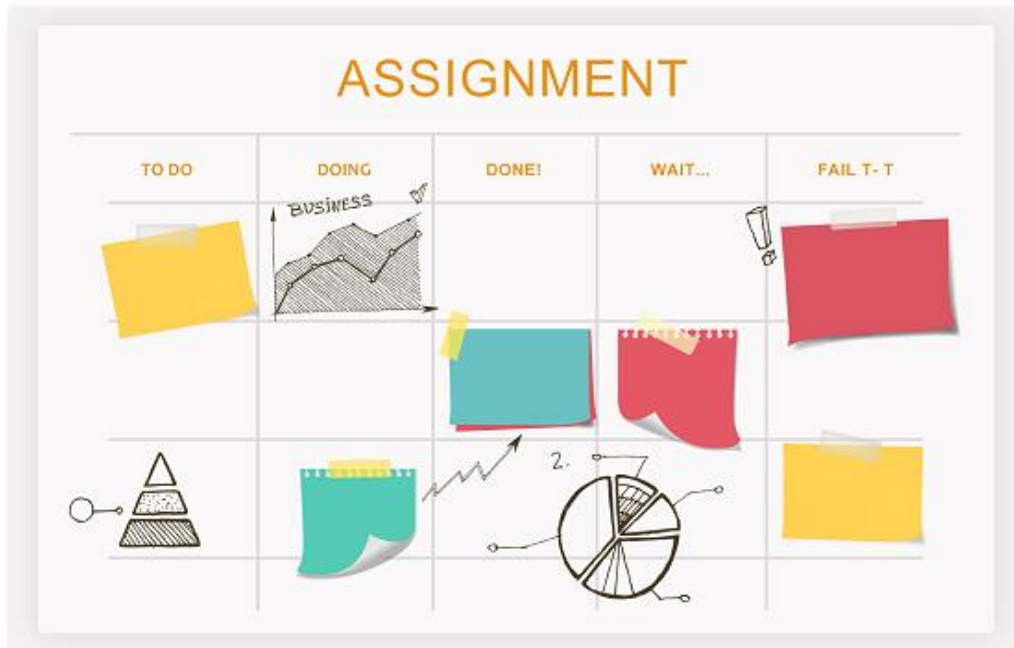 ASSIGNMENT
TO DO
DOING
DONE!
WAIT...
FAIL T- T
BUSINESS
2.